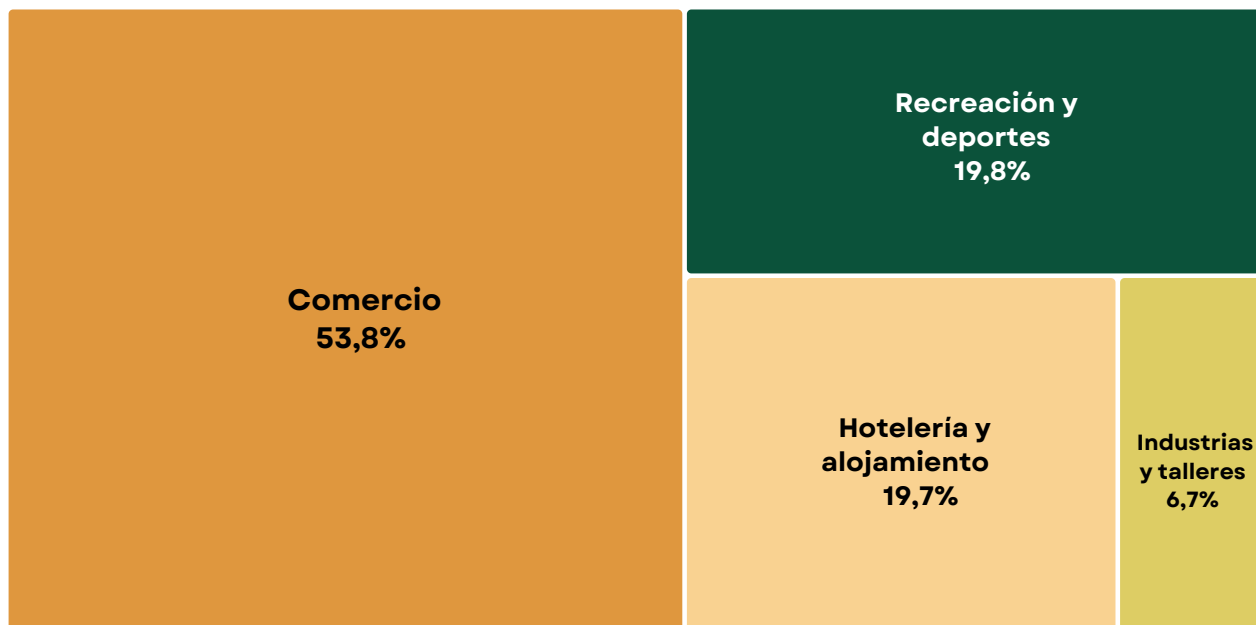 Comercio
53,8%
Recreación y
deportes
19,8%
Hotelería y
alojamiento
19,7%
Industrias
y talleres
6,7%